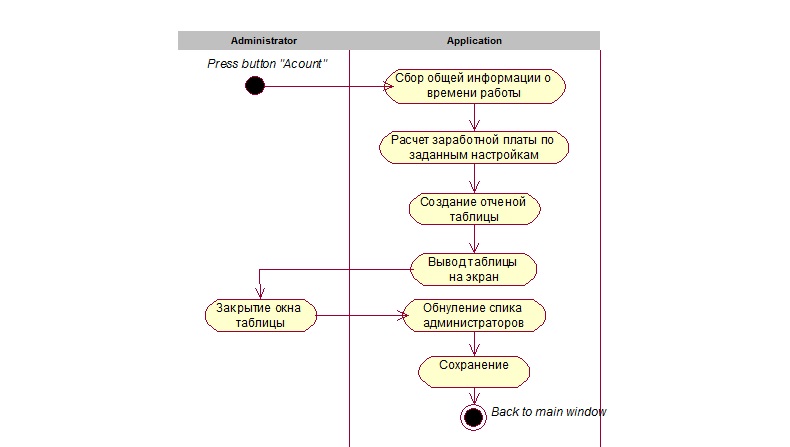 Administrator
Application
Press button "Acount"
Сбор общей информации о
времени работы
Расчет заработной платы по
заданным настройкам
Создание отченой
таблицы
Вывод таблицы
на экран
Закрытие окна
таблицы
Обнуление спика
администраторов
Сохранение
Back to main window